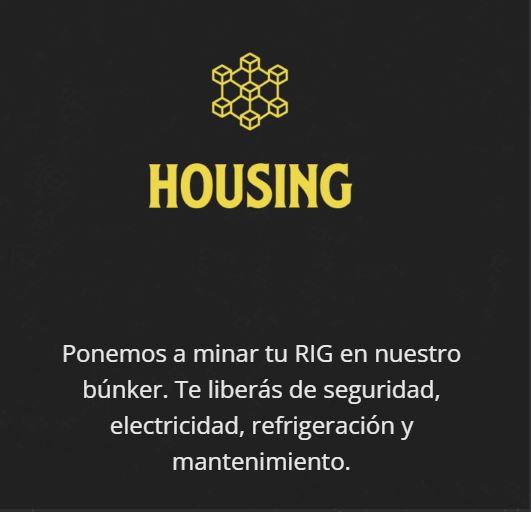 HOUSING
Ponemos a minar tu RIG en nuestro
búnker. Te liberás de seguridad,
electricidad, refrigeración y
mantenimiento.